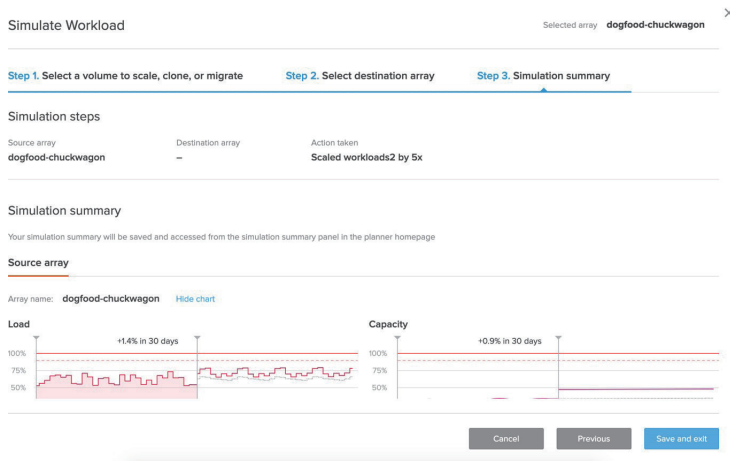 Simulate Workload
Selected array dogfood-chuckwagon
Step 1. Select a volume to scale, clone, or migrate
Step 2. Select destination array
Step 3. Simulation summary
Simulation steps
Source array
Destination array
Action taken
dogfood-chuckwagon
–
Scaled workloads2 by 5x
Simulation summary
Your simulation summary will be saved and accessed from the simulation summary panel in the planner homepage
Source array
Array name: dogfood-chuckwagon Hide chart
Load
+1.4% in 30 days
100%
75%
50%
Capacity
+0.9% in 30 days
100%
75%
50%
Cancel
Previous
Save and exit